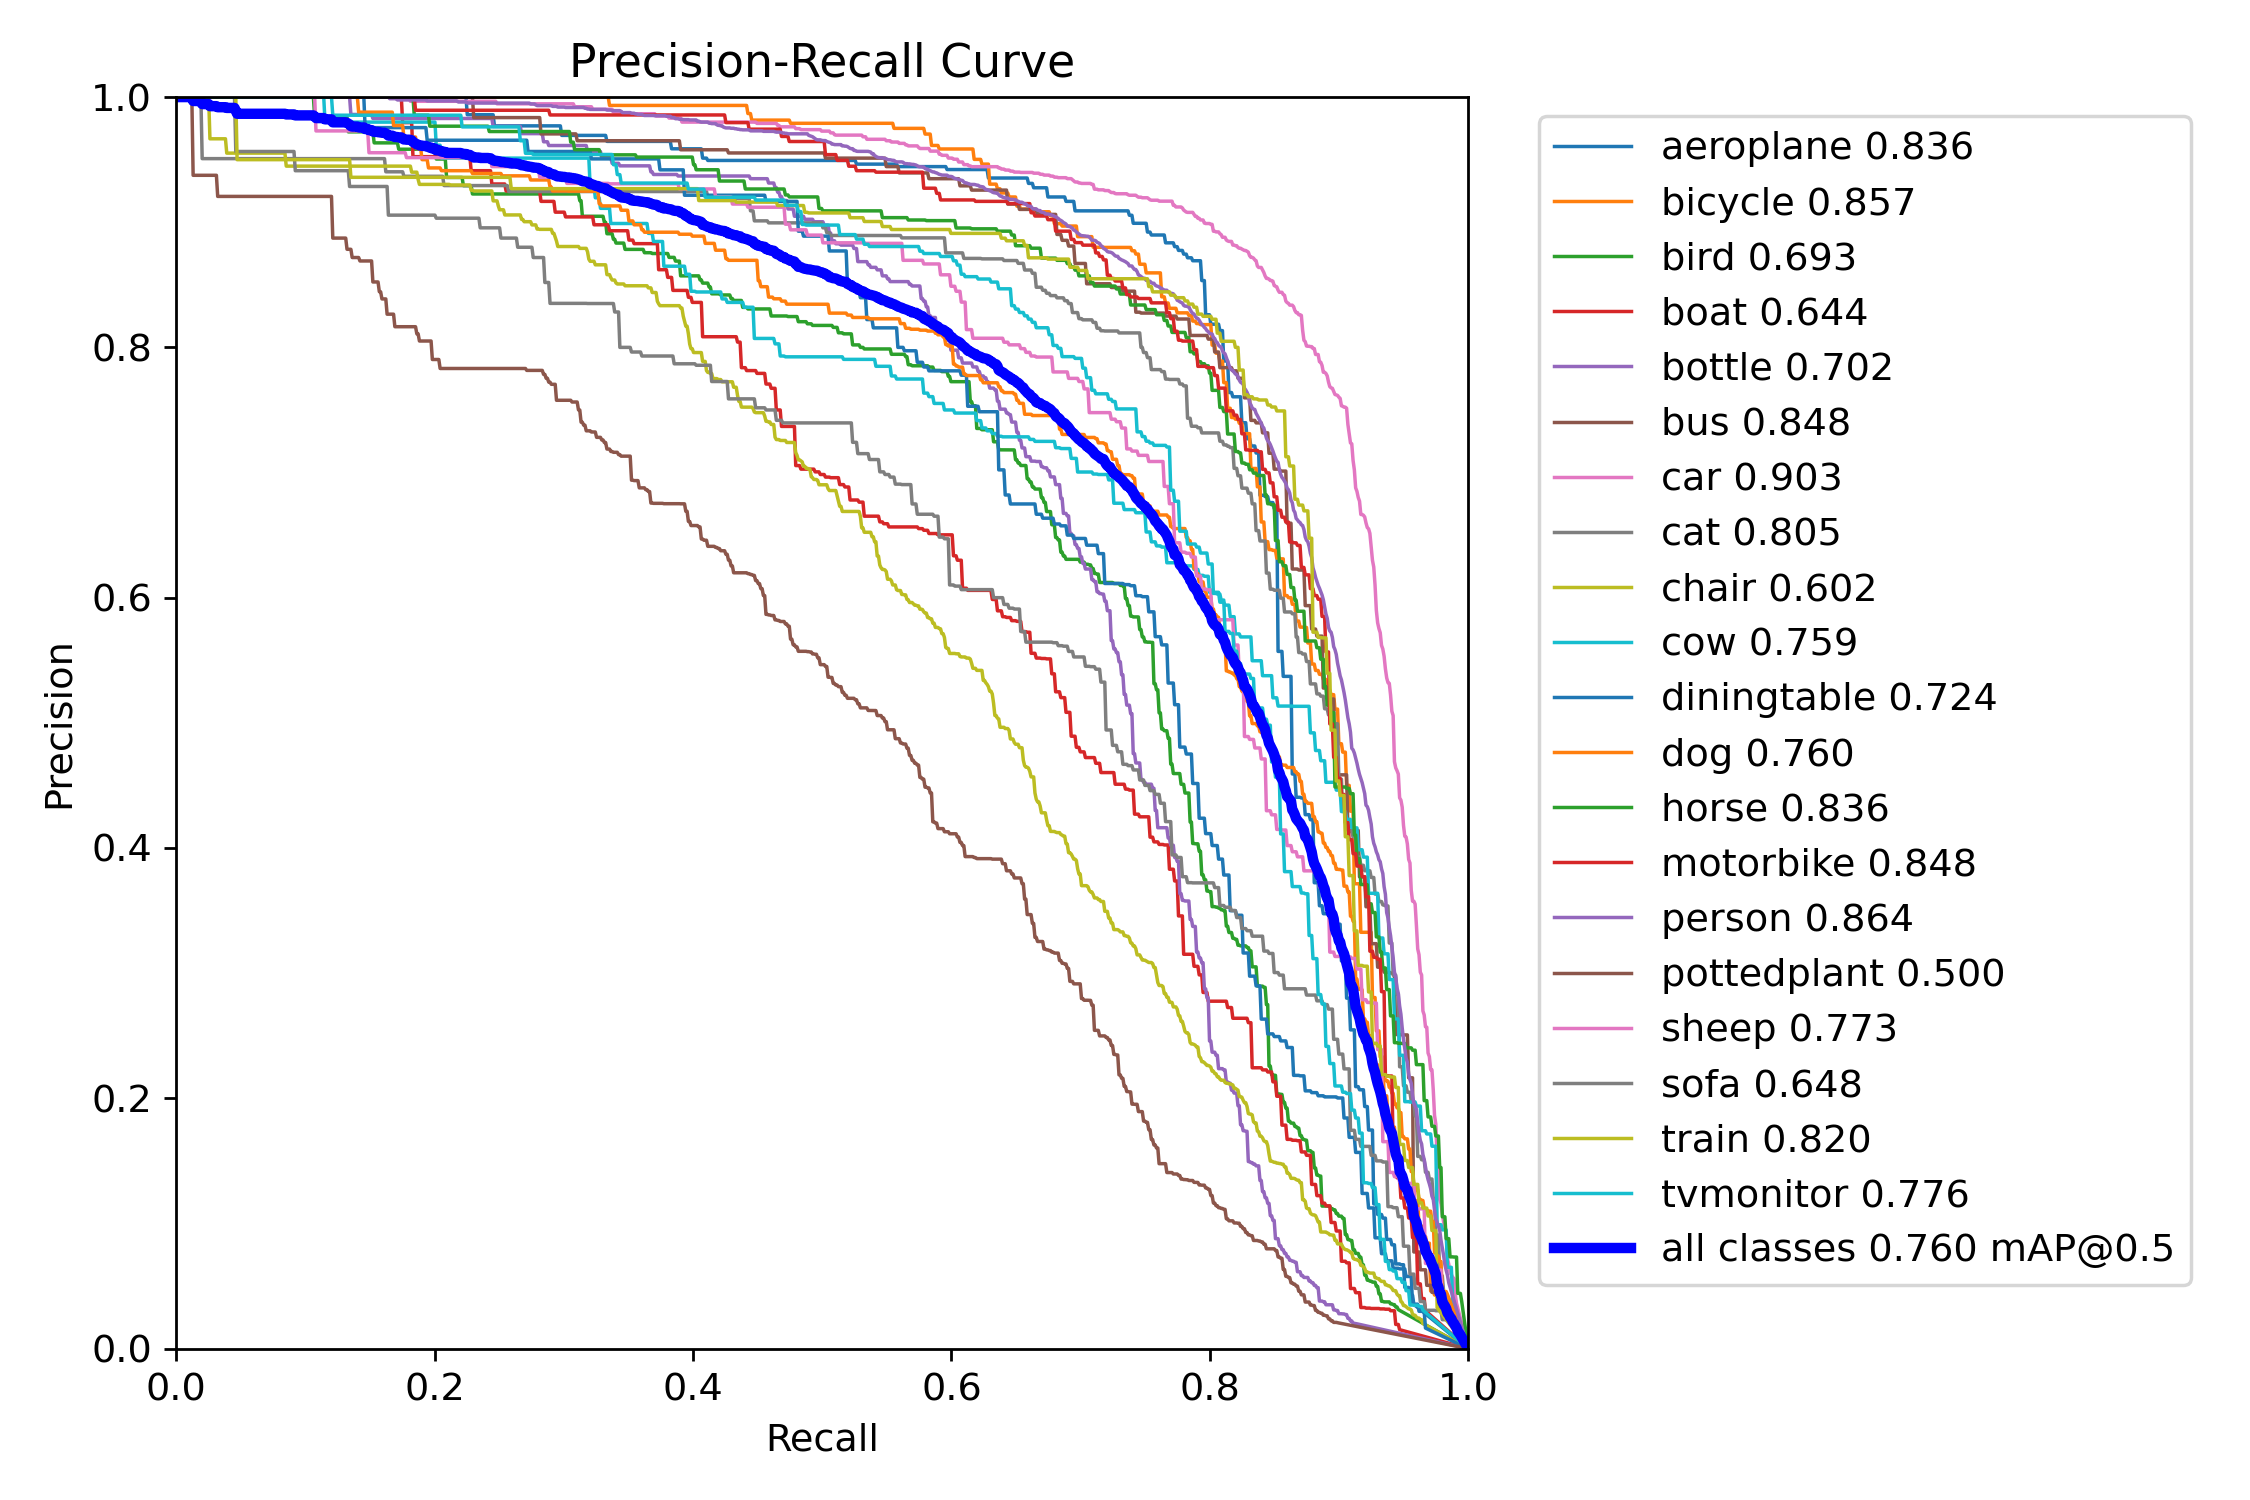 Precision-Recall Curve
1.0
0.8
0.6
0.4
0.2
0.0
Precision
0.0 0.2 0.4 0.6 0.8 1.0
Recall
aeroplane 0.836
bicycle 0.857
bird 0.693
boat 0.644
bottle 0.702
bus 0.848
car 0.903
cat 0.805
chair 0.602
cow 0.759
diningtable 0.724
dog 0.760
horse 0.836
motorbike 0.848
person 0.864
pottedplant 0.500
sheep 0.773
sofa 0.648
train 0.820
tvmonitor 0.776
all classes 0.760 mAP@0.5